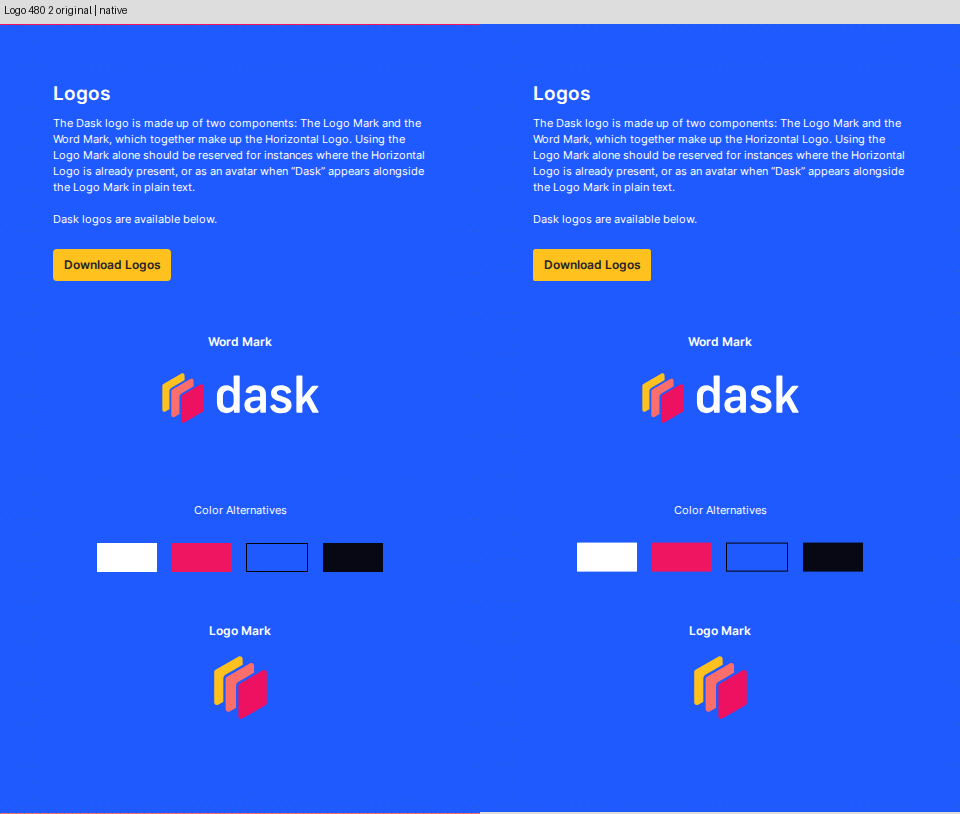 Logo 480 2 original | native
Logos
The Dask logo is made up of two components: The Logo Mark and the
Word Mark, which together make up the Horizontal Logo. Using the
Logo Mark alone should be reserved for instances where the Horizontal
Logo is already present, or as an avatar when “Dask” appears alongside
the Logo Mark in plain text.
Dask logos are available below.
Download Logos
Word Mark
dask
Color Alternatives
Logo Mark
Logos
The Dask logo is made up of two components: The Logo Mark and the
Word Mark, which together make up the Horizontal Logo. Using the
Logo Mark alone should be reserved for instances where the Horizontal
Logo is already present, or as an avatar when “Dask” appears alongside
the Logo Mark in plain text.
Dask logos are available below.
Download Logos
Word Mark
dask
Color Alternatives
Logo Mark